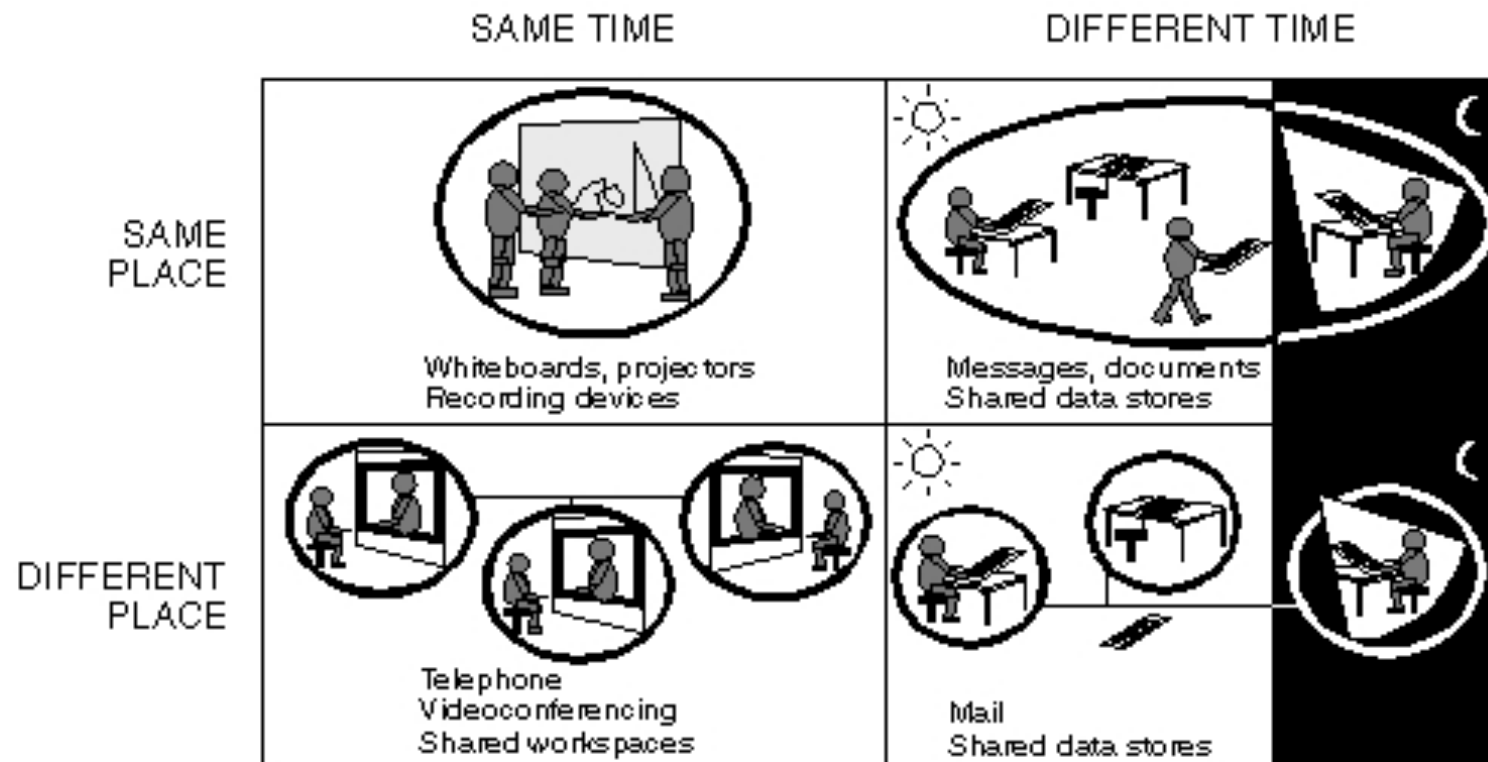 SAME TIME
DIFFERENT TIME
SAME
PLACE
Whiteboards, projectors
Recording devices
Messages, documents
Shared data stores
DIFFERENT
PLACE
Telephone
Videoconferencing
Shared workspaces
Mail
Shared data stores